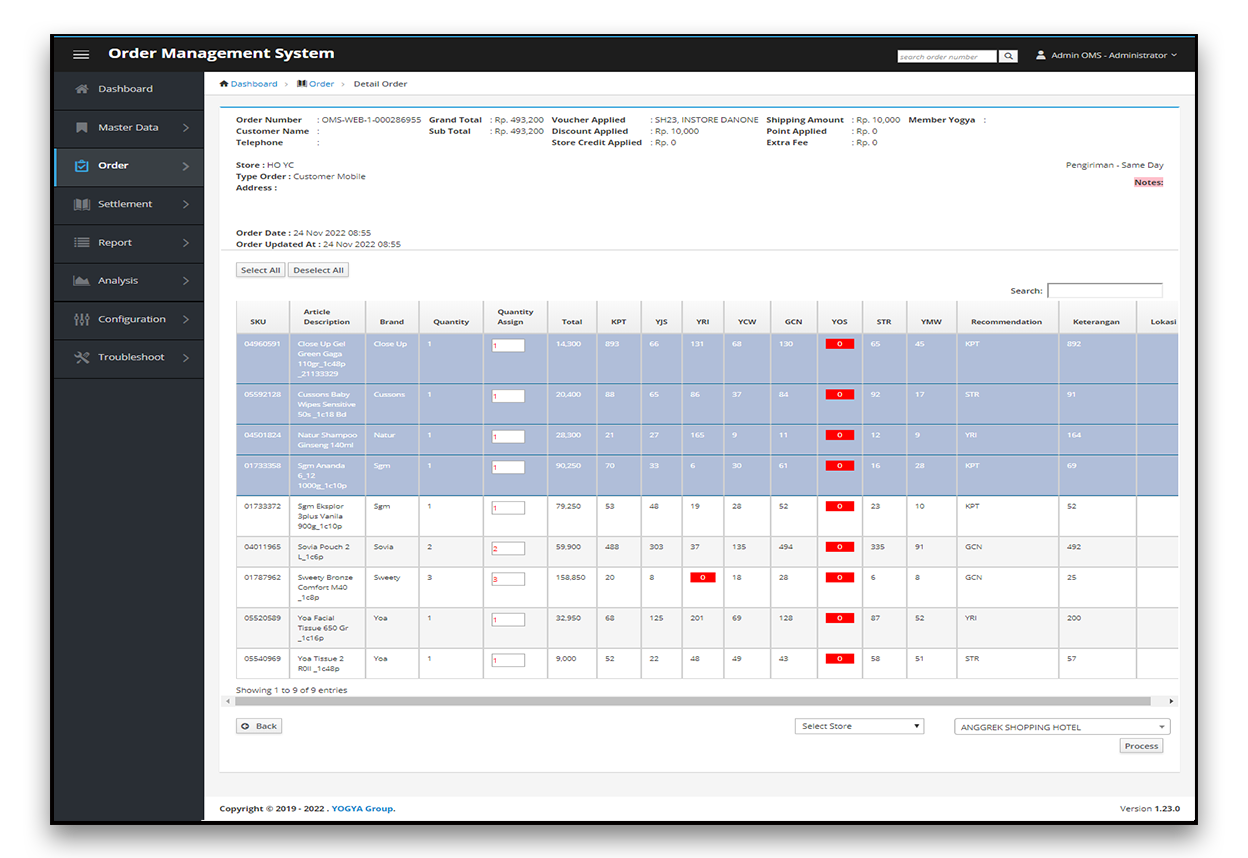 Order Management System
search order number
Admin OMS - Administrator
Dashboard
Master Data
Order
Settlement
Report
Analysis
Configuration
Troubleshoot
Dashboard > Order > Detail Order
Order Number : OMS-WEB-1-000286955 Grand Total : Rp. 493,200 Voucher Applied : SH23, INSTORE DANONE Shipping Amount : Rp. 10,000 Member Yogya :
Customer Name : Sub Total : Rp. 493,200 Discount Applied : Rp. 10,000 Point Applied : Rp. 0
Telephone : Store Credit Applied : Rp. 0 Extra Fee : Rp. 0
Store : HO YC Pengiriman - Same Day
Type Order : Customer Mobile
Notes:
Address :
Order Date : 24 Nov 2022 08:55
Order Updated At : 24 Nov 2022 08:55
Select All Deselect All
Search:
Article Quantity
SKU Description Brand Quantity Assign Total KPT YJS YRI YCW GCN YOS STR YMW Recommendation Keterangan Lokasi
04960591 Close Up Gel Close Up 1 1 14,300 893 66 131 68 130 0 65 45 KPT 892
Green Gaga
110gr_1c48p
_21133329
05592128 Cussons Baby Cussons 1 1 20,400 88 65 86 37 84 0 92 17 STR 91
Wipes Sensitive
50s _1c18 Bd
04501824 Natur Shampoo Natur 1 1 28,300 21 27 165 9 11 0 12 9 YRI 164
Ginseng 140ml
01733358 Sgm Ananda Sgm 1 1 90,250 70 33 6 30 61 0 16 28 KPT 69
6_12
1000g_1c10p
01733372 Sgm Eksplor Sgm 1 1 79,250 53 48 19 28 52 0 23 10 KPT 52
3plus Vanila
900g_1c10p
04011965 Sovia Pouch 2 Sovia 2 2 59,900 488 303 37 135 494 0 335 91 GCN 492
L_1c6p
01787962 Sweety Bronze Sweety 3 3 158,850 20 8 0 18 28 0 6 8 GCN 25
Comfort M40
_1c8p
05520589 Yoa Facial Yoa 1 1 32,950 68 125 201 69 128 0 87 52 YRI 200
Tissue 650 Gr
_1c16p
05540969 Yoa Tissue 2 Yoa 1 1 9,000 52 22 48 49 43 0 58 51 STR 57
R0ll _1c48p
Showing 1 to 9 of 9 entries
Back Select Store ANGGREK SHOPPING HOTEL
Process
Copyright © 2019 - 2022 . YOGYA Group. Version 1.23.0